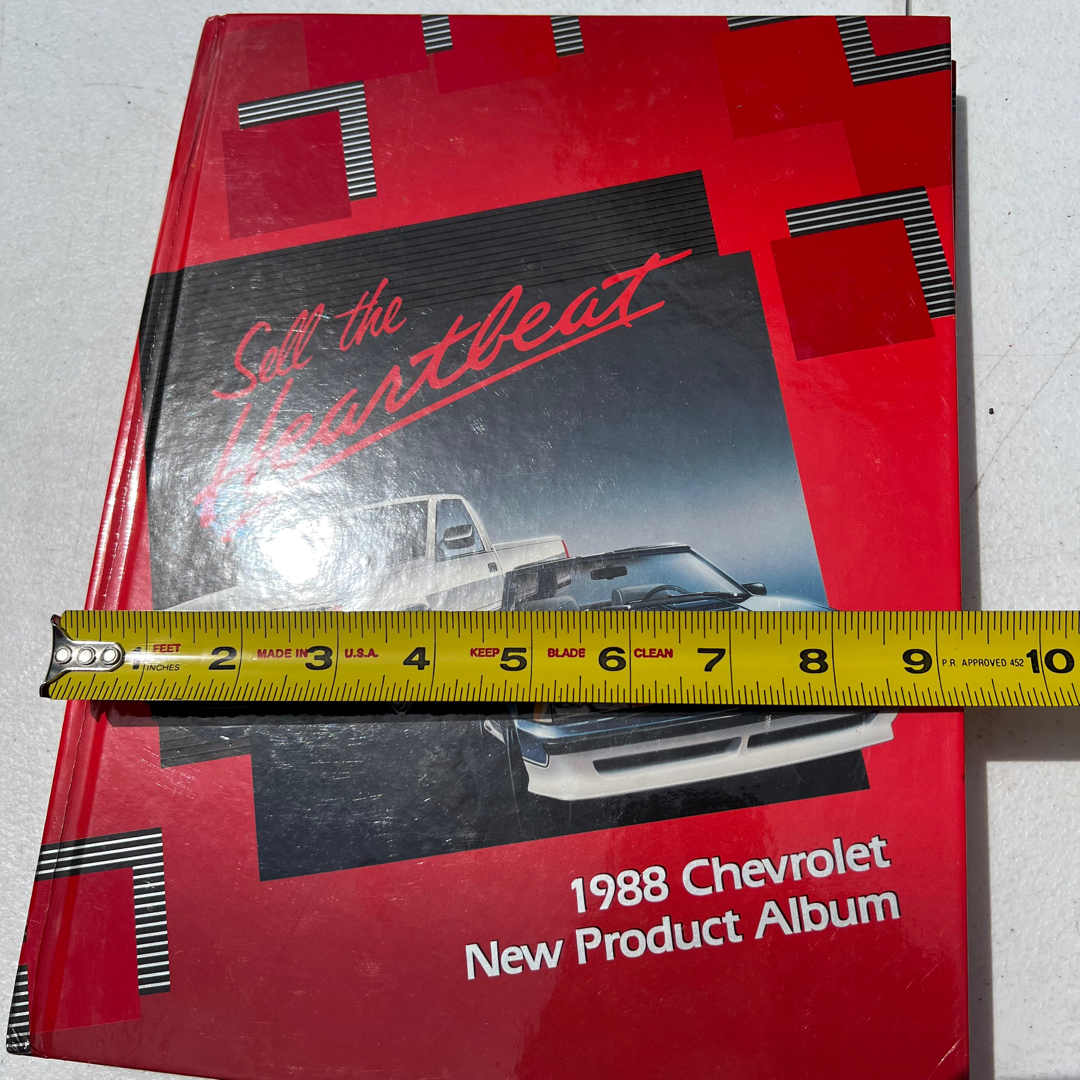 Sell the
Heartbeat
1 FEET INCHES 2 MADE IN 3 U.S.A. 4 KEEP 5 BLADE 6 CLEAN 7 8 9 P.R. APPROVED 452 10
1988 Chevrolet
New Product Album